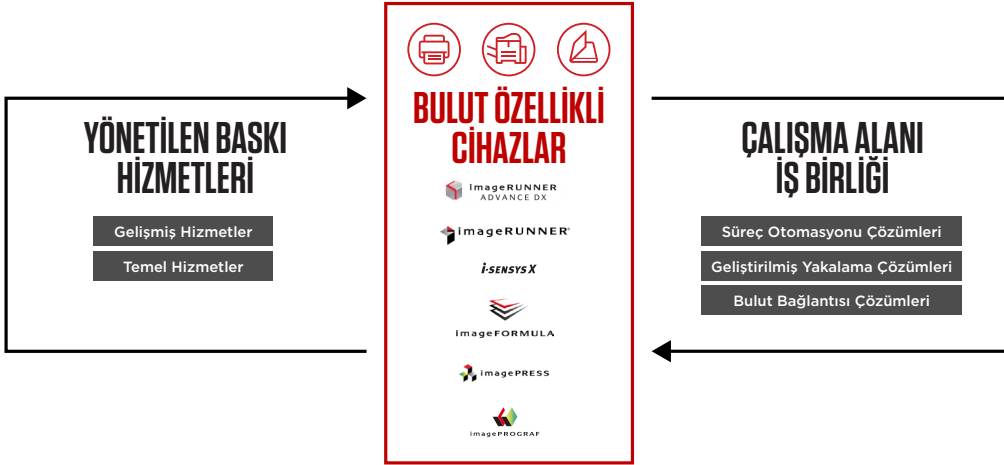 YÖNETİLEN BASKI
HİZMETLERİ
Gelişmiş Hizmetler
Temel Hizmetler
BULUT ÖZELLİKLİ
CİHAZLAR
imageRUNNER
ADVANCE DX
imageRUNNER®
i-SENSYS X
imageFORMULA
imagePRESS
imagePROGRAF
ÇALIŞMA ALANI
İŞ BİRLİĞİ
Süreç Otomasyonu Çözümleri
Geliştirilmiş Yakalama Çözümleri
Bulut Bağlantısı Çözümleri